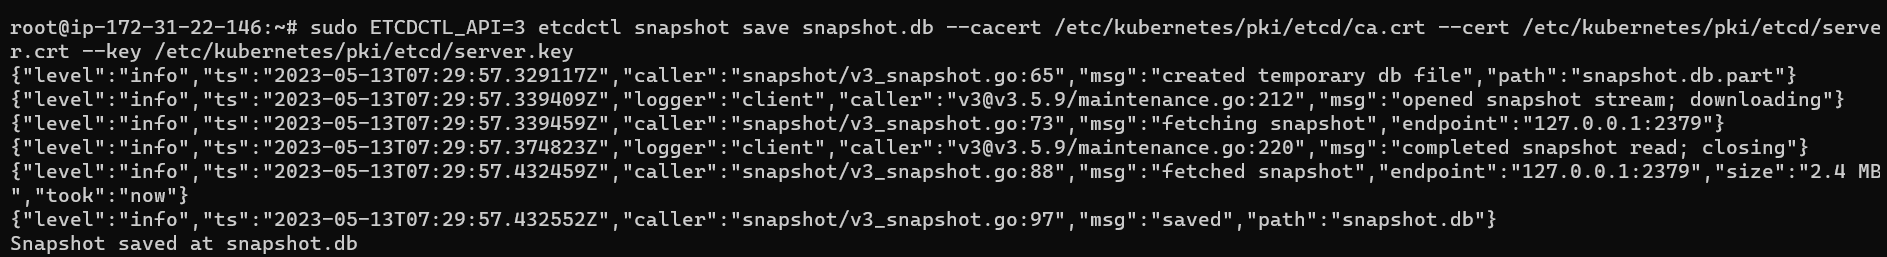 root@ip-172-31-22-146:~# sudo ETCDCTL_API=3 etcdctl snapshot save snapshot.db --cacert /etc/kubernetes/pki/etcd/ca.crt --cert /etc/kubernetes/pki/etcd/serve
r.crt --key /etc/kubernetes/pki/etcd/server.key
{"level":"info","ts":"2023-05-13T07:29:57.329117Z","caller":"snapshot/v3_snapshot.go:65","msg":"created temporary db file","path":"snapshot.db.part"}
{"level":"info","ts":"2023-05-13T07:29:57.339409Z","logger":"client","caller":"v3@v3.5.9/maintenance.go:212","msg":"opened snapshot stream; downloading"}
{"level":"info","ts":"2023-05-13T07:29:57.339459Z","caller":"snapshot/v3_snapshot.go:73","msg":"fetching snapshot","endpoint":"127.0.0.1:2379"}
{"level":"info","ts":"2023-05-13T07:29:57.374823Z","logger":"client","caller":"v3@v3.5.9/maintenance.go:220","msg":"completed snapshot read; closing"}
{"level":"info","ts":"2023-05-13T07:29:57.432459Z","caller":"snapshot/v3_snapshot.go:88","msg":"fetched snapshot","endpoint":"127.0.0.1:2379","size":"2.4 MB
","took":"now"}
{"level":"info","ts":"2023-05-13T07:29:57.432552Z","caller":"snapshot/v3_snapshot.go:97","msg":"saved","path":"snapshot.db"}
Snapshot saved at snapshot.db